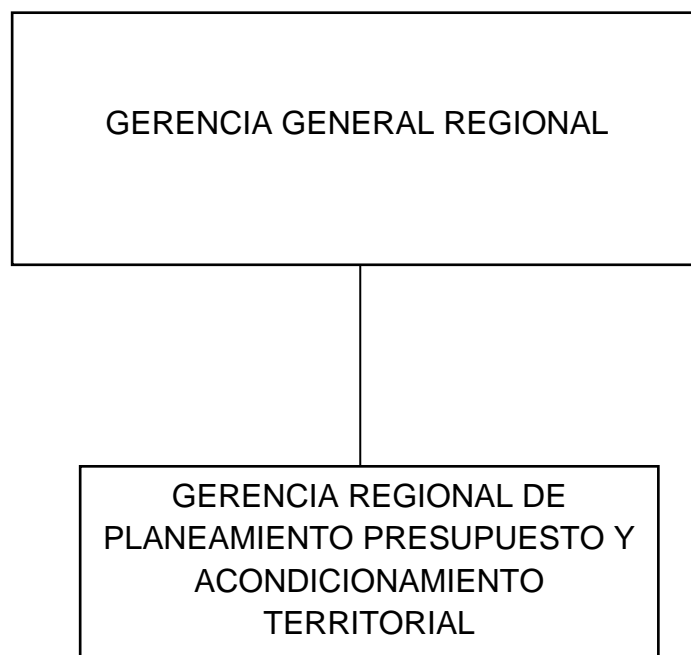 GERENCIA GENERAL REGIONAL
GERENCIA REGIONAL DE
PLANEAMIENTO PRESUPUESTO Y
ACONDICIONAMIENTO
TERRITORIAL